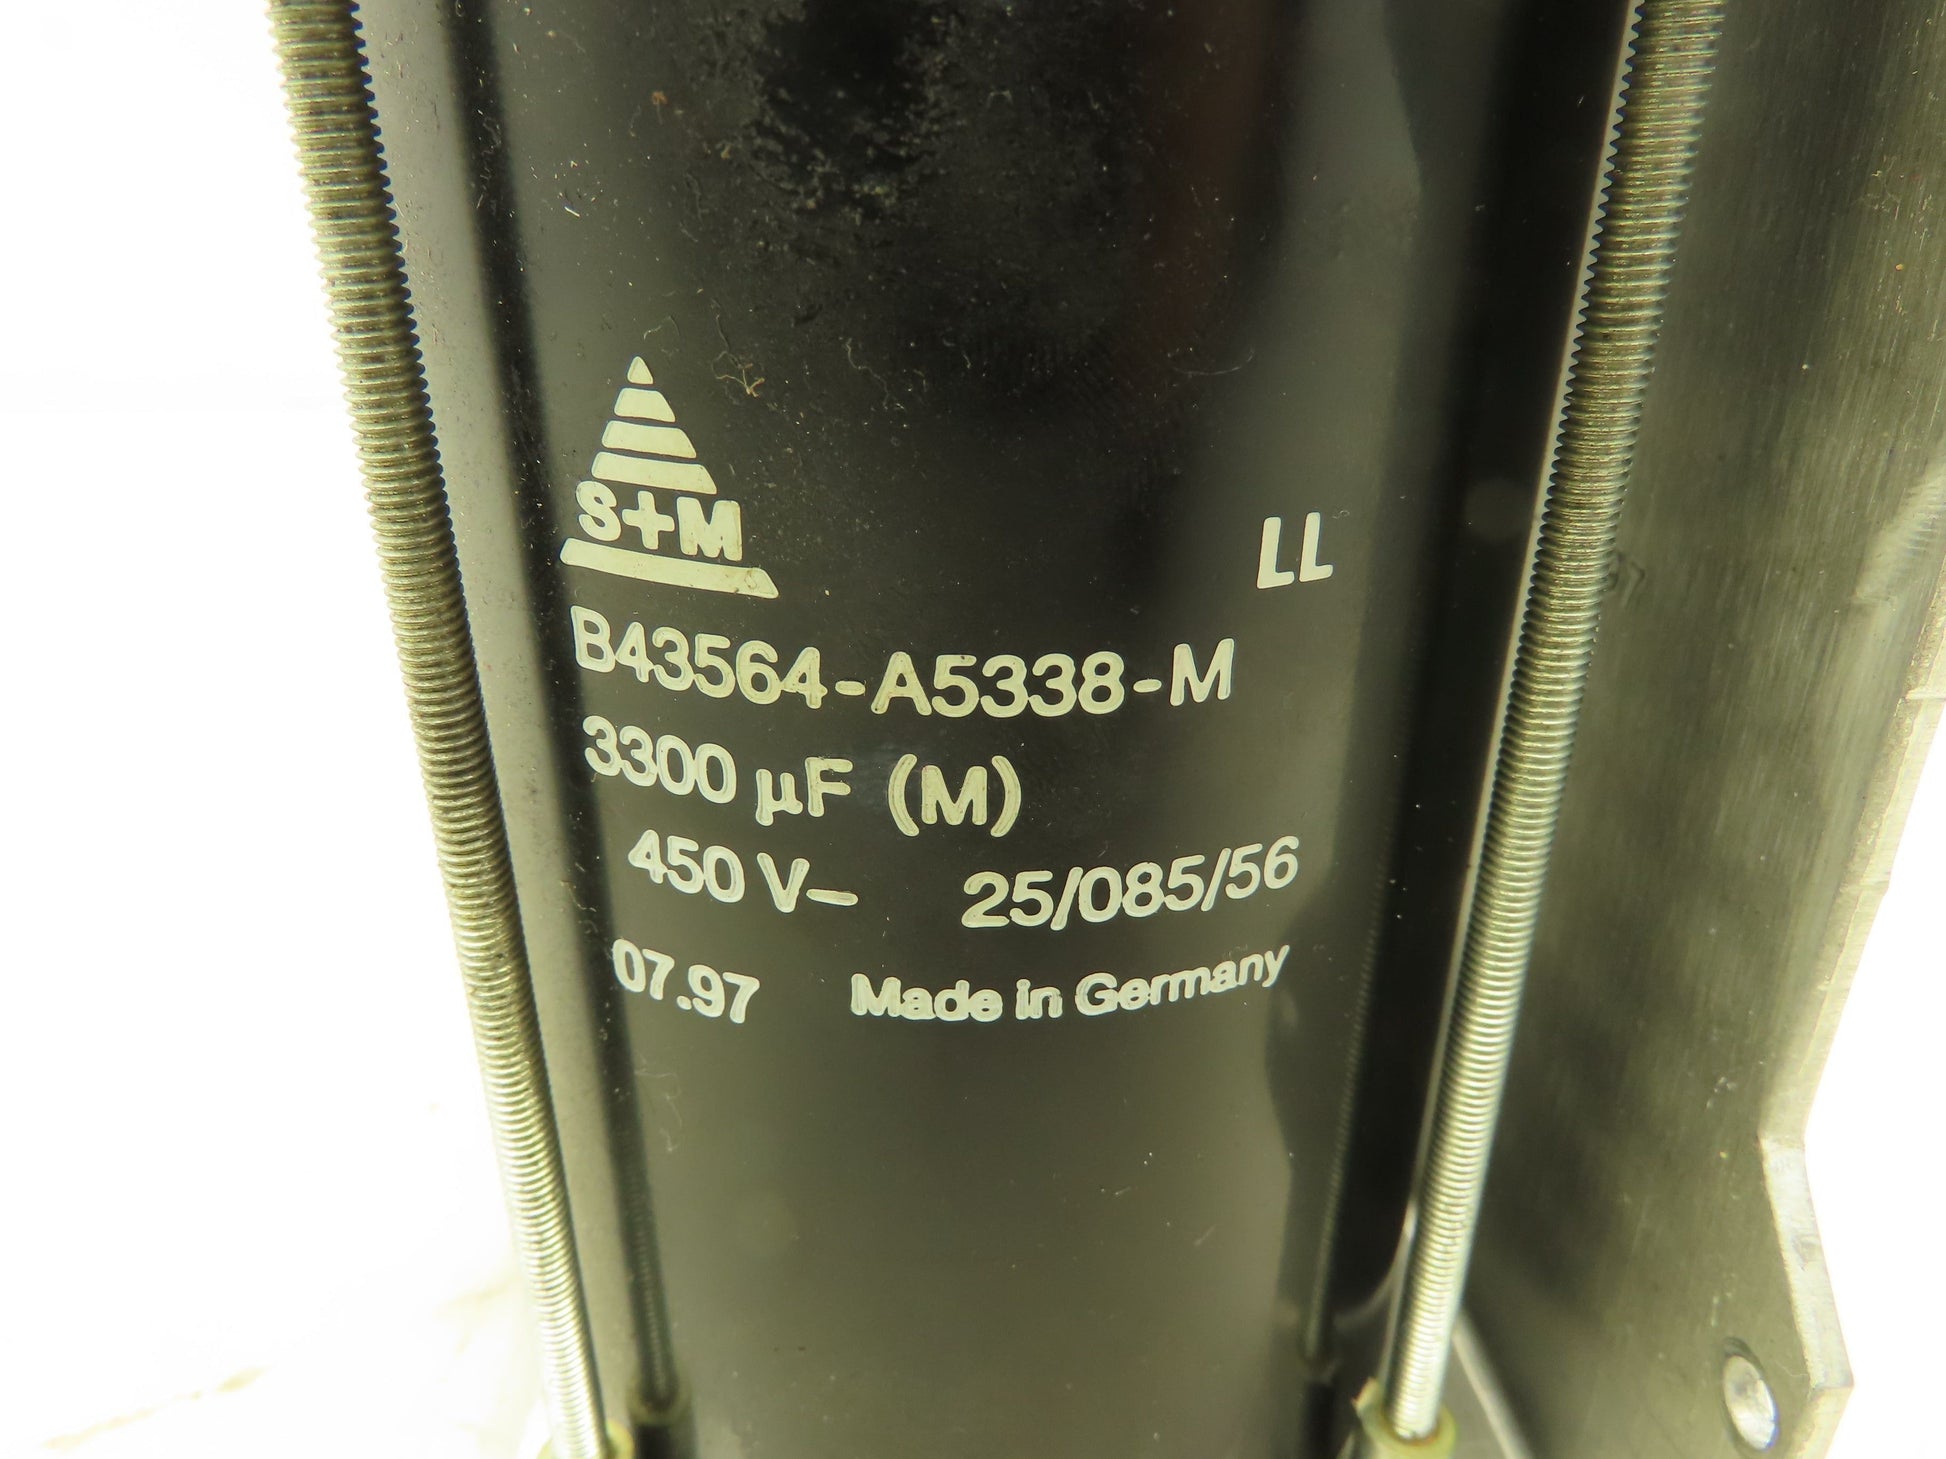 S+M
LL
B43564-A5338-M
3300 µF (M)
450 V– 25/085/56
07.97 Made in Germany